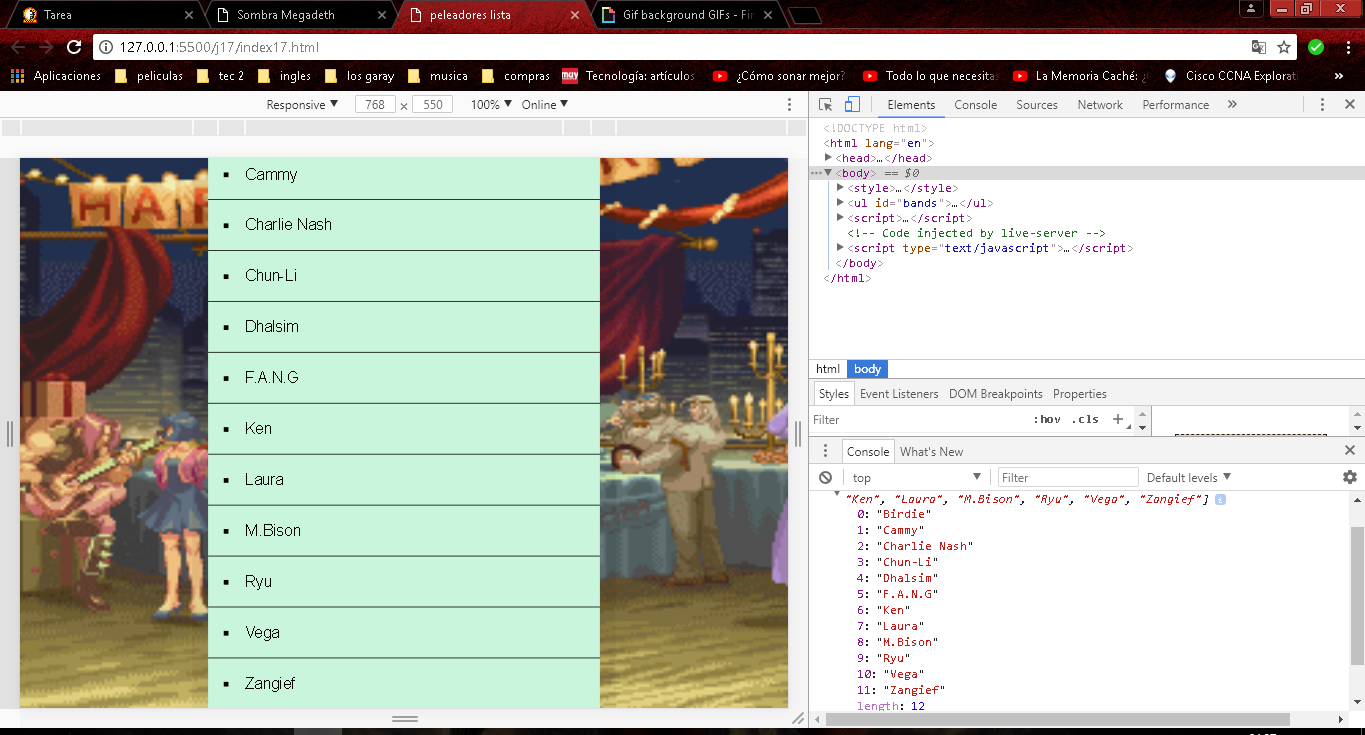 Tarea
Sombra Megadeth
peleadores lista
Gif background GIFs - Fin
127.0.0.1:5500/j17/index17.html
Aplicaciones
peliculas
tec 2
ingles
los garay
musica
compras
muy
Tecnología: artículos
¿Cómo sonar mejor?
Todo lo que necesitas
La Memoria Caché: ¿
Cisco CCNA Explorati
»
Responsive ▼ 768 × 550 100% ▼ Online ▼
Elements Console Sources Network Performance »
<!DOCTYPE html>
<html lang="en">
▶<head>…</head>
…▼<body> == $0
▶<style>…</style>
▶<ul id="bands">…</ul>
▶<script>…</script>
<!-- Code injected by live-server -->
▶<script type="text/javascript">…</script>
</body>
</html>
Cammy
Charlie Nash
Chun-Li
Dhalsim
F.A.N.G
Ken
Laura
M.Bison
Ryu
Vega
Zangief
html body
Styles Event Listeners DOM Breakpoints Properties
Filter :hov .cls +
Console What's New
top ▼ Filter Default levels ▼
"Ken", "Laura", "M.Bison", "Ryu", "Vega", "Zangief"] i
0: "Birdie"
1: "Cammy"
2: "Charlie Nash"
3: "Chun-Li"
4: "Dhalsim"
5: "F.A.N.G"
6: "Ken"
7: "Laura"
8: "M.Bison"
9: "Ryu"
10: "Vega"
11: "Zangief"
length: 12